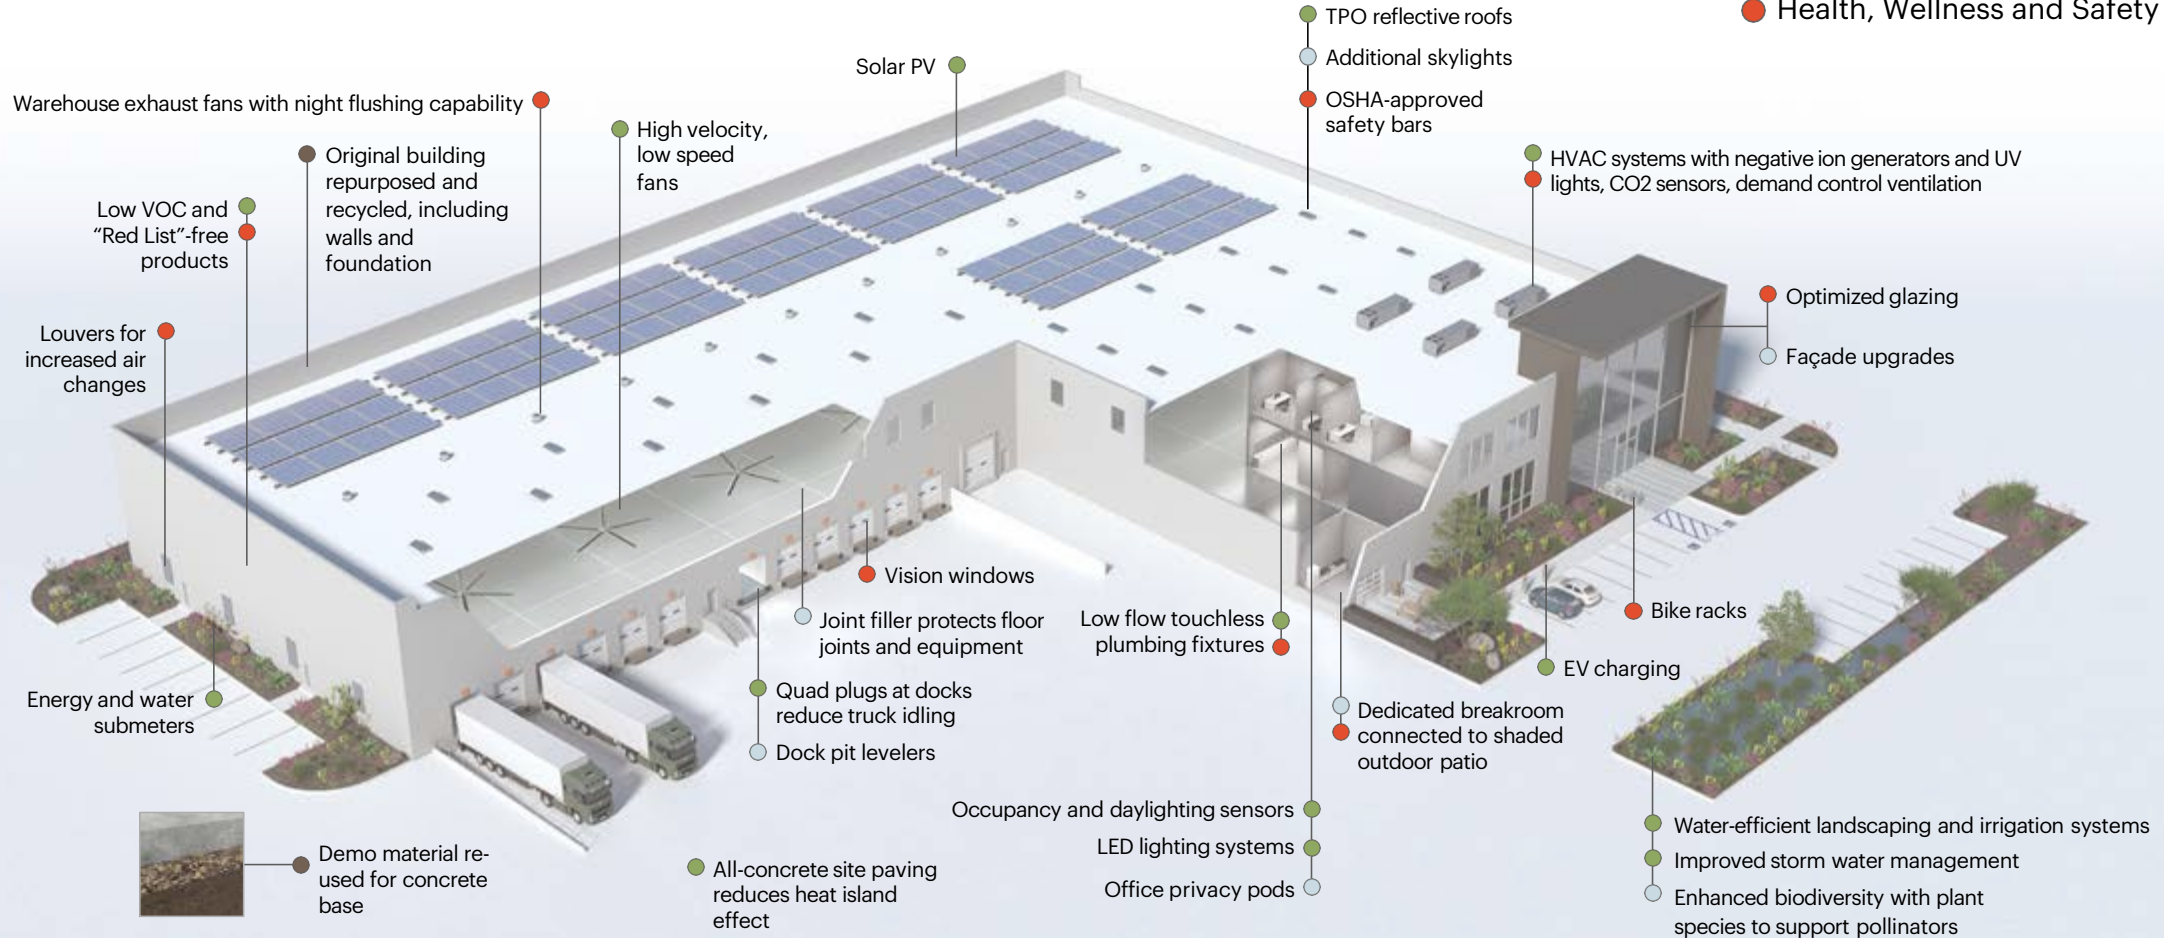 Health, Wellness and Safety
TPO reflective roofs
Additional skylights
OSHA-approved
safety bars
Solar PV
Warehouse exhaust fans with night flushing capability
High velocity,
low speed
fans
Original building
repurposed and
recycled, including
walls and
foundation
HVAC systems with negative ion generators and UV
lights, CO2 sensors, demand control ventilation
Low VOC and
“Red List”-free
products
Optimized glazing
Façade upgrades
Louvers for
increased air
changes
Vision windows
Joint filler protects floor
joints and equipment
Low flow touchless
plumbing fixtures
Bike racks
EV charging
Energy and water
submeters
Quad plugs at docks
reduce truck idling
Dock pit levelers
Dedicated breakroom
connected to shaded
outdoor patio
Occupancy and daylighting sensors
LED lighting systems
Office privacy pods
Water-efficient landscaping and irrigation systems
Improved storm water management
Enhanced biodiversity with plant
species to support pollinators
Demo material re-
used for concrete
base
All-concrete site paving
reduces heat island
effect